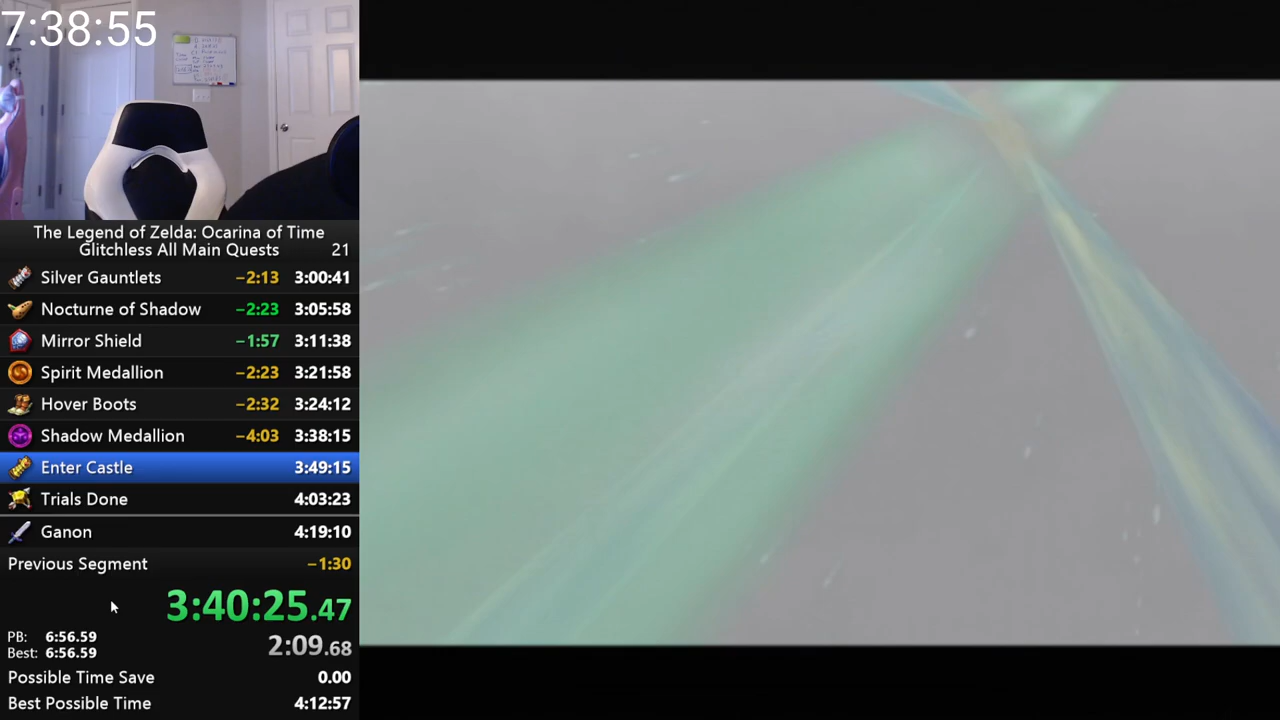 7:38:55
The Legend of Zelda: Ocarina of Time
Glitchless All Main Quests 21
Silver Gauntlets −2:13 3:00:41
Nocturne of Shadow −2:23 3:05:58
Mirror Shield −1:57 3:11:38
Spirit Medallion −2:23 3:21:58
Hover Boots −2:32 3:24:12
Shadow Medallion −4:03 3:38:15
Enter Castle 3:49:15
Trials Done 4:03:23
Ganon 4:19:10
Previous Segment −1:30
3:40:25.47
PB: 6:56.59
Best: 6:56.59
2:09.68
Possible Time Save 0.00
Best Possible Time 4:12:57